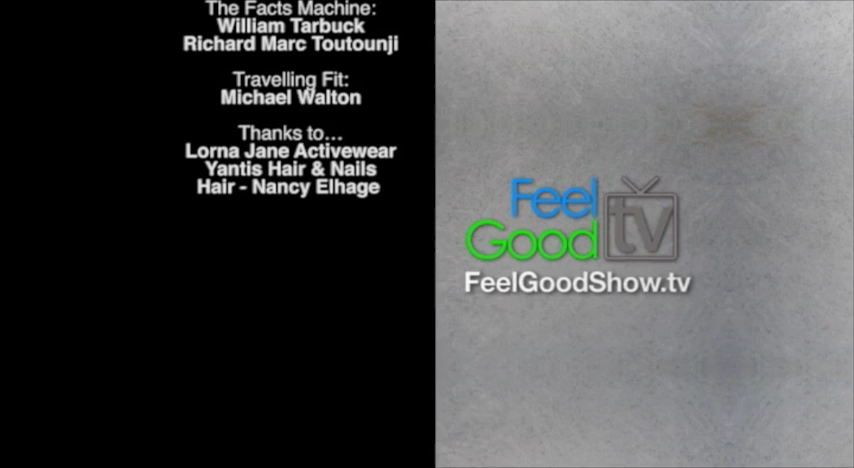 The Facts Machine:
William Tarbuck
Richard Marc Toutounji
Travelling Fit:
Michael Walton
Thanks to...
Lorna Jane Activewear
Yantis Hair & Nails
Hair - Nancy Elhage
Feel
Good tv
FeelGoodShow.tv